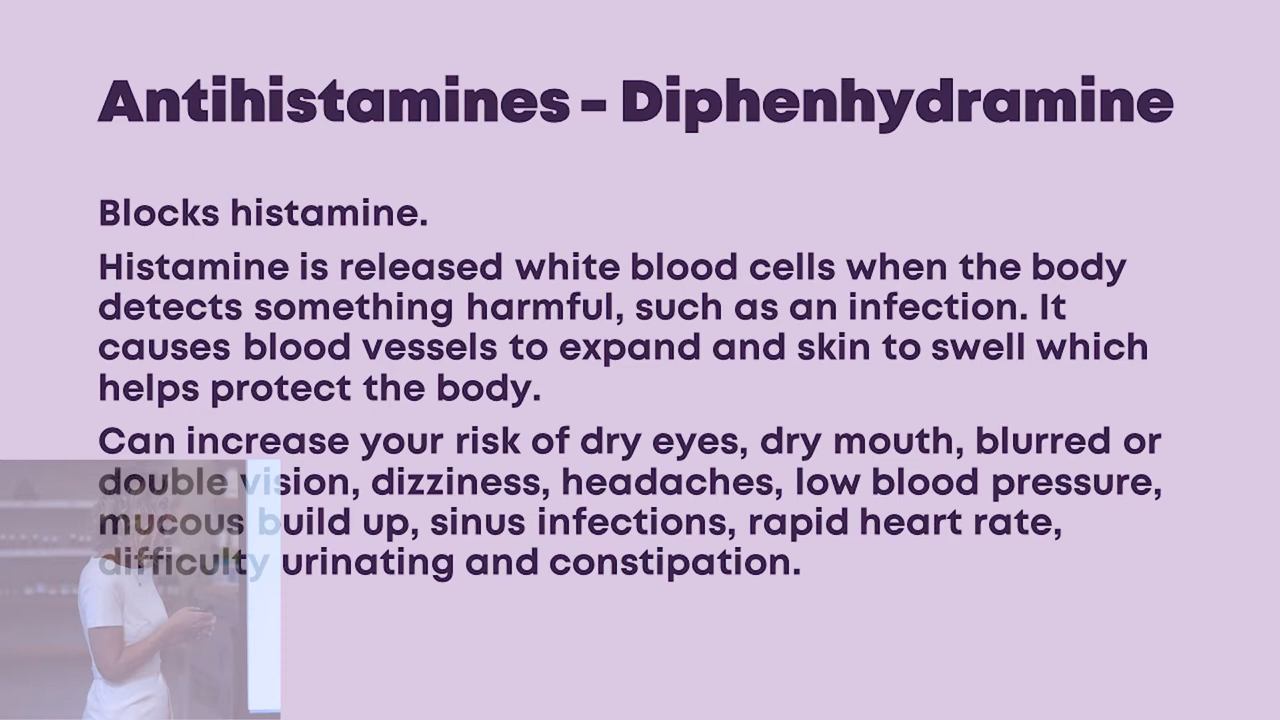 Antihistamines – Diphenhydramine
Blocks histamine.
Histamine is released white blood cells when the body
detects something harmful, such as an infection. It
causes blood vessels to expand and skin to swell which
helps protect the body.
Can increase your risk of dry eyes, dry mouth, blurred or
double vision, dizziness, headaches, low blood pressure,
mucous build up, sinus infections, rapid heart rate,
difficulty urinating and constipation.